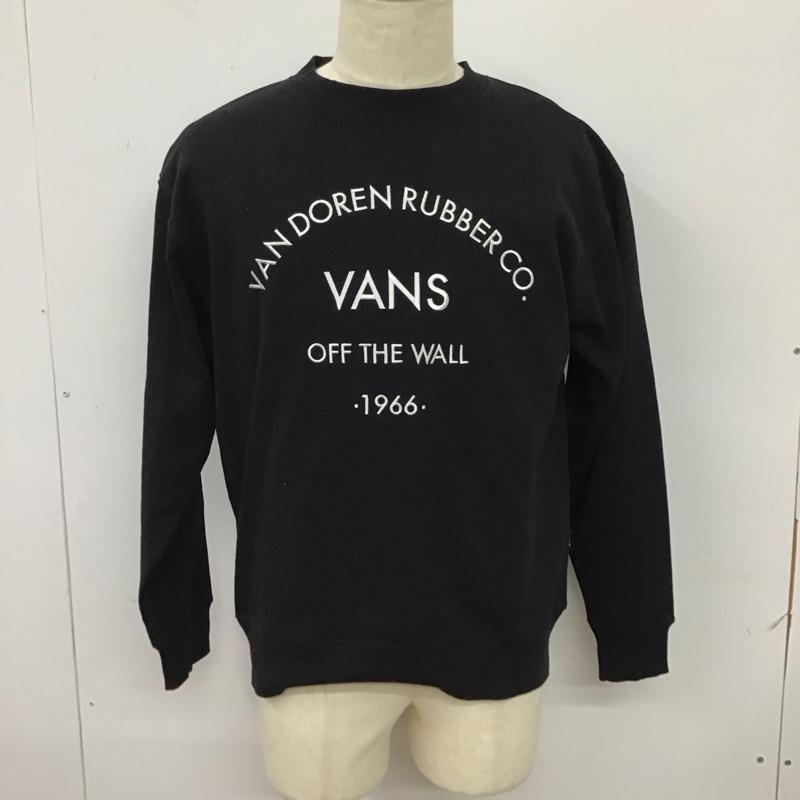 VAN DOREN RUBBER CO.
VANS
OFF THE WALL
·1966·